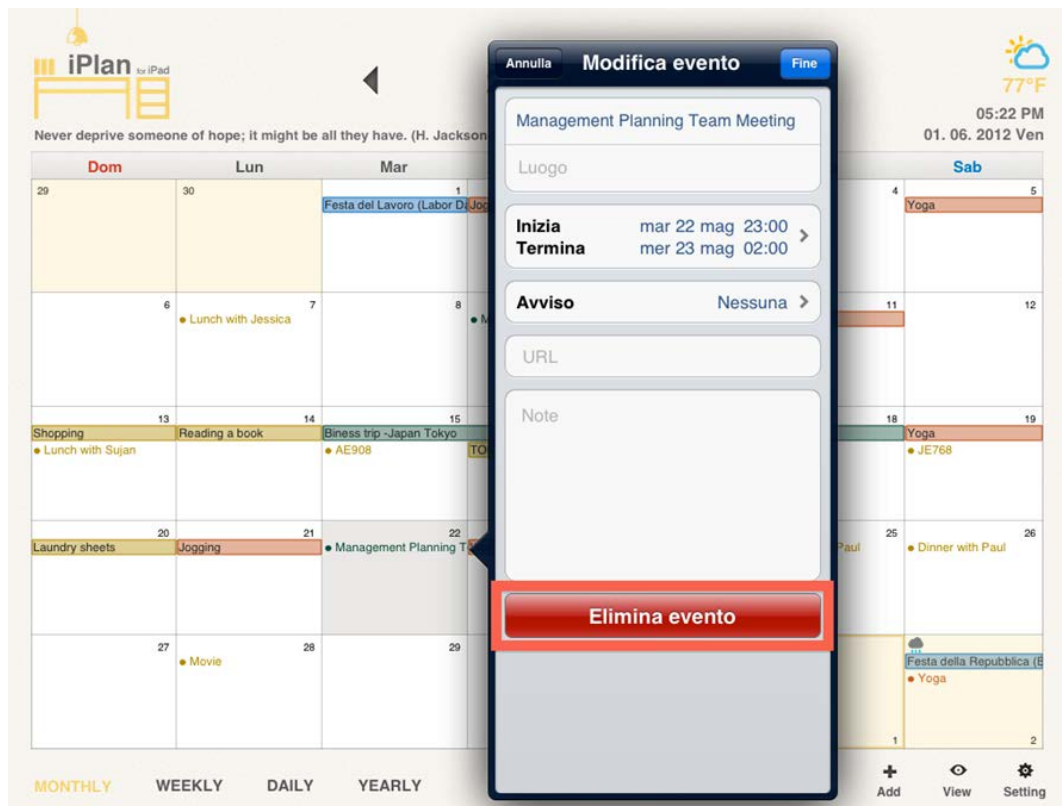 iPlan for iPad
77°F
05:22 PM
01. 06. 2012 Ven
Never deprive someone of hope; it might be all they have. (H. Jackson
Dom Lun Mar Sab
29 30 1 4 5
Festa del Lavoro (Labor Da Jog Yoga
6 7 8 11 12
Lunch with Jessica
13 14 15 18 19
Shopping Reading a book Biness trip -Japan Tokyo Yoga
Lunch with Sujan AE908 TO JE768
20 21 22 25 26
Laundry sheets Jogging Management Planning T Paul Dinner with Paul
27 28 29
Movie
Festa della Repubblica (E
Yoga
1 2
MONTHLY WEEKLY DAILY YEARLY Add View Setting
Annulla Modifica evento Fine
Management Planning Team Meeting
Luogo
Inizia mar 22 mag 23:00
Termina mer 23 mag 02:00
Avviso Nessuna
URL
Note
Elimina evento